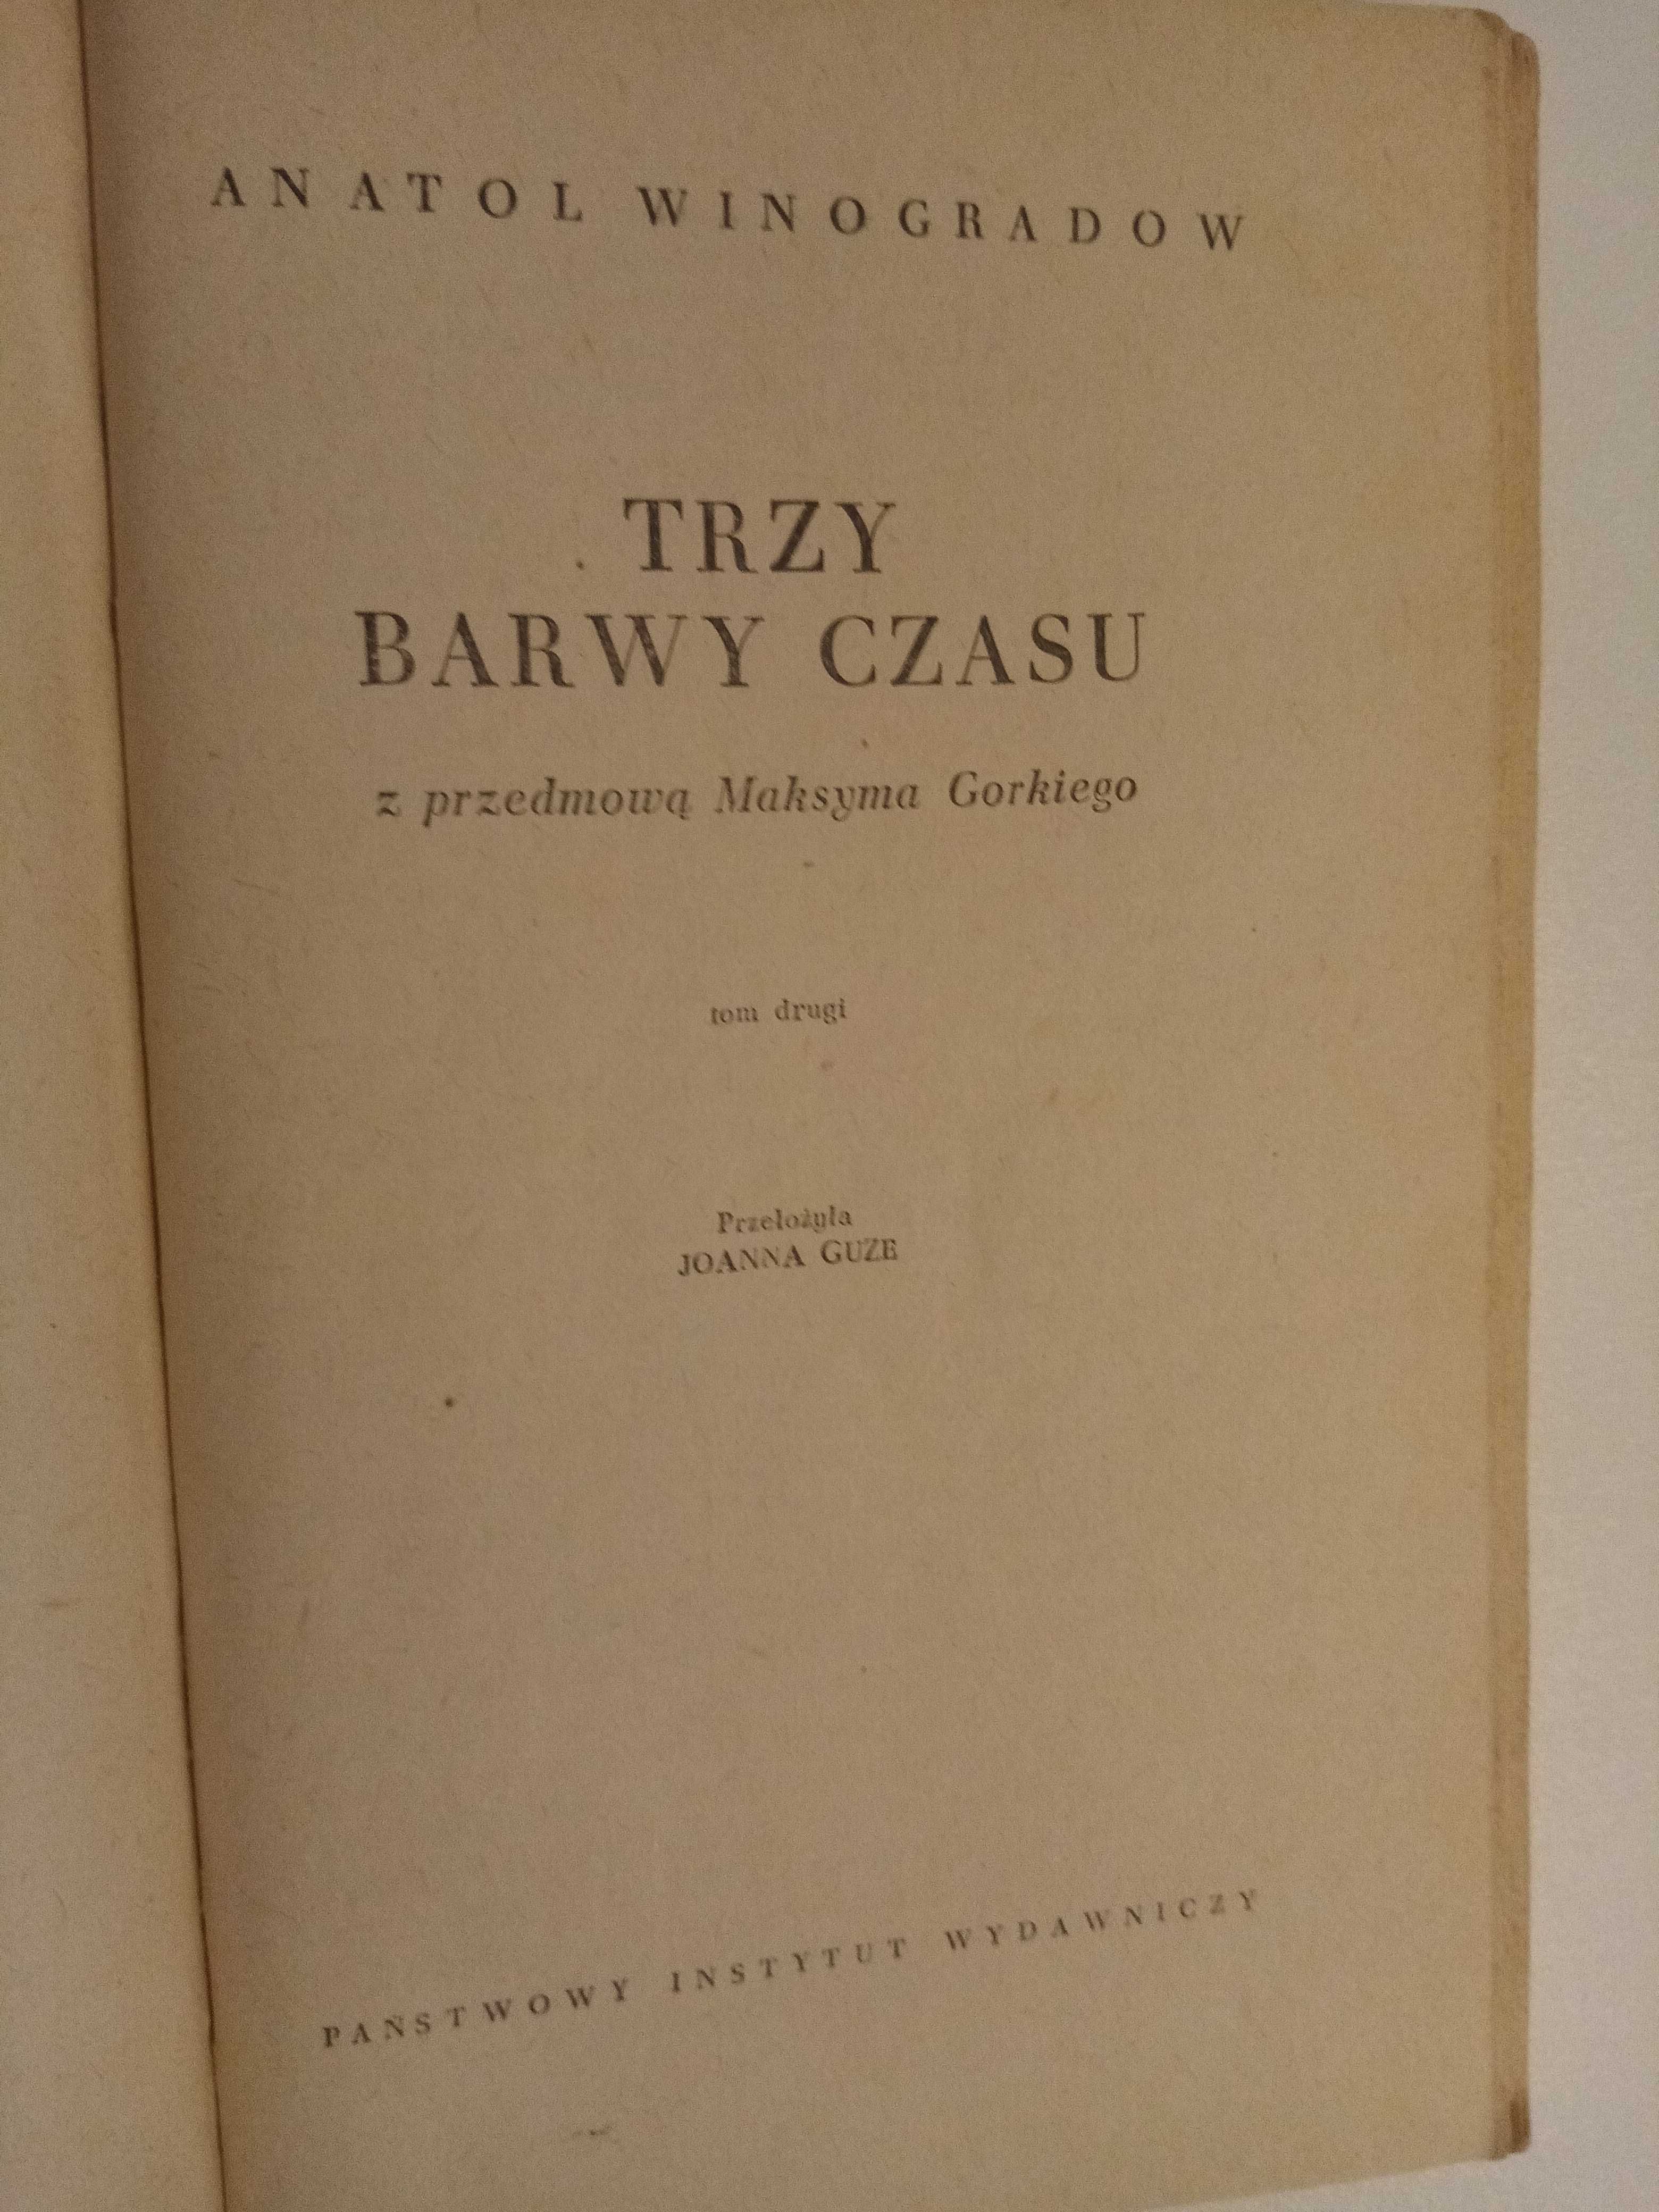 ANATOL WINOGRADOW
TRZY
BARWY CZASU
z przedmową Maksyma Gorkiego
tom drugi
Przełożyła
JOANNA GUZE
PAŃSTWOWY INSTYTUT WYDAWNICZY